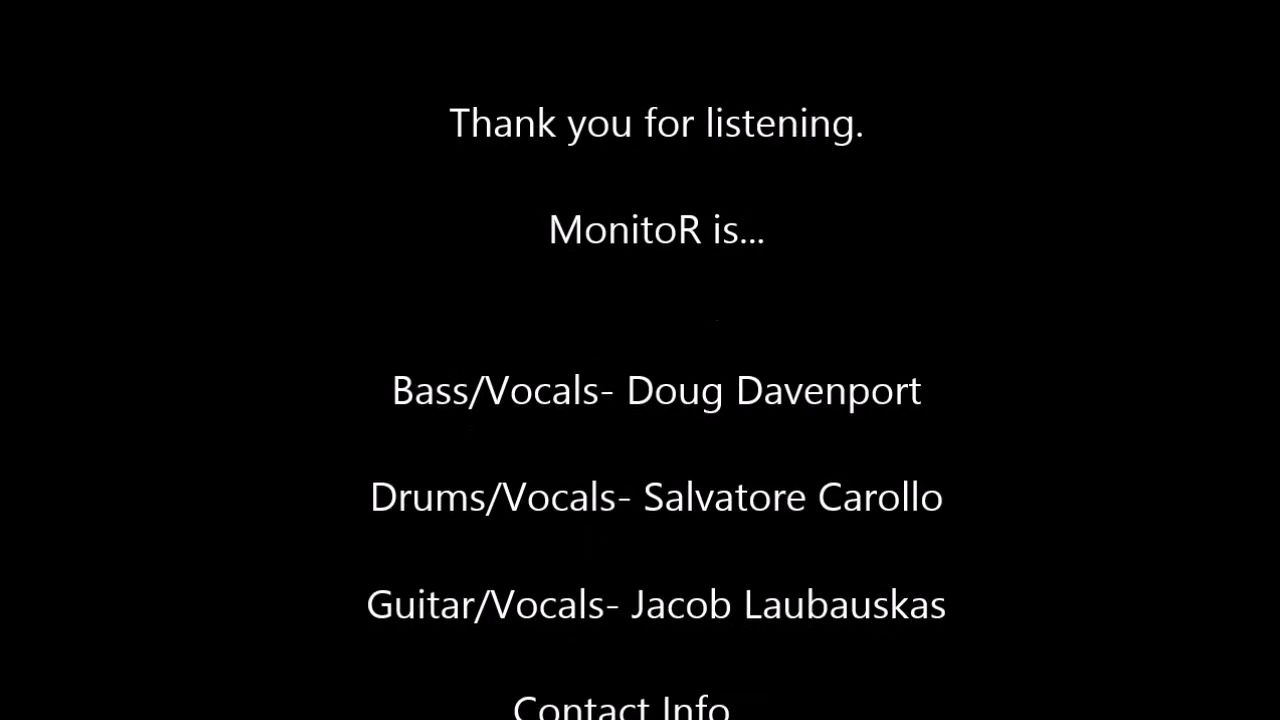 Thank you for listening.
MonitoR is...
Bass/Vocals- Doug Davenport
Drums/Vocals- Salvatore Carollo
Guitar/Vocals- Jacob Laubauskas
Contact Info